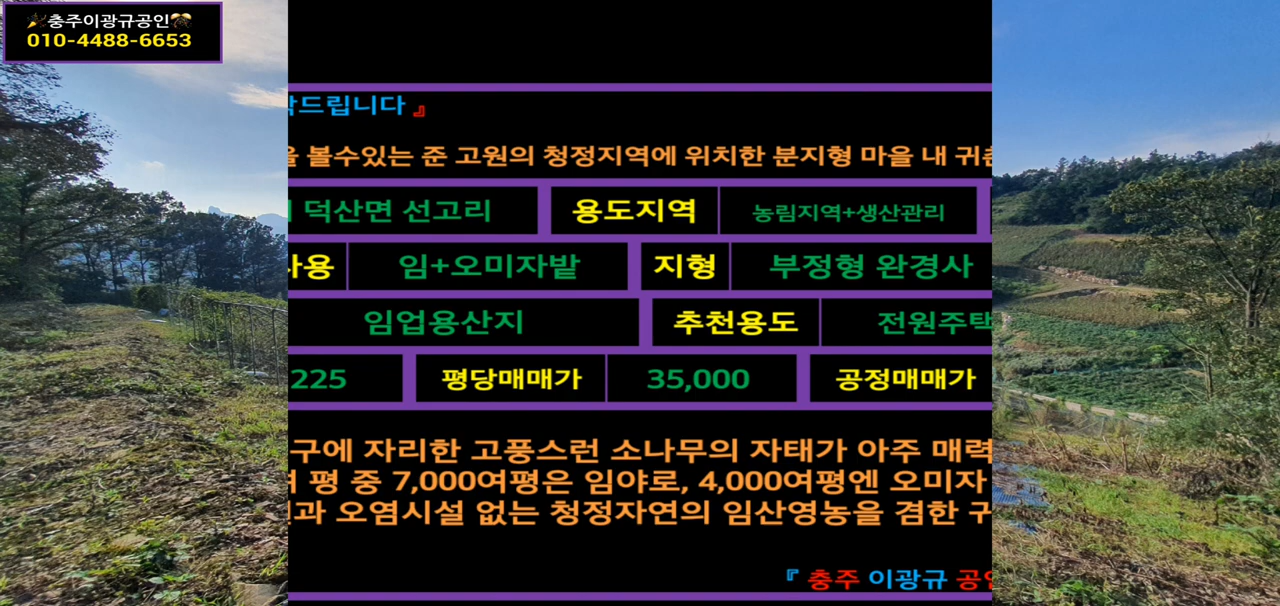 충주이광규공인
010-4488-6653
드립니다 』
볼수있는 준 고원의 청정지역에 위치한 분지형 마을 내 귀촌
덕산면 선고리 용도지역 농림지역+생산관리
사용 임+오미자밭 지형 부정형 완경사
임업용산지 추천용도 전원주택
225 평당매매가 35,000 공정매매가
구에 자리한 고풍스런 소나무의 자태가 아주 매력
평 중 7,000여평은 임야로, 4,000여평엔 오미자
과 오염시설 없는 청정자연의 임산영농을 겸한 귀
『 충주 이광규 공인